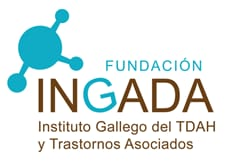 FUNDACIÓN
INGADA
Instituto Gallego del TDAH
y Trastornos Asociados